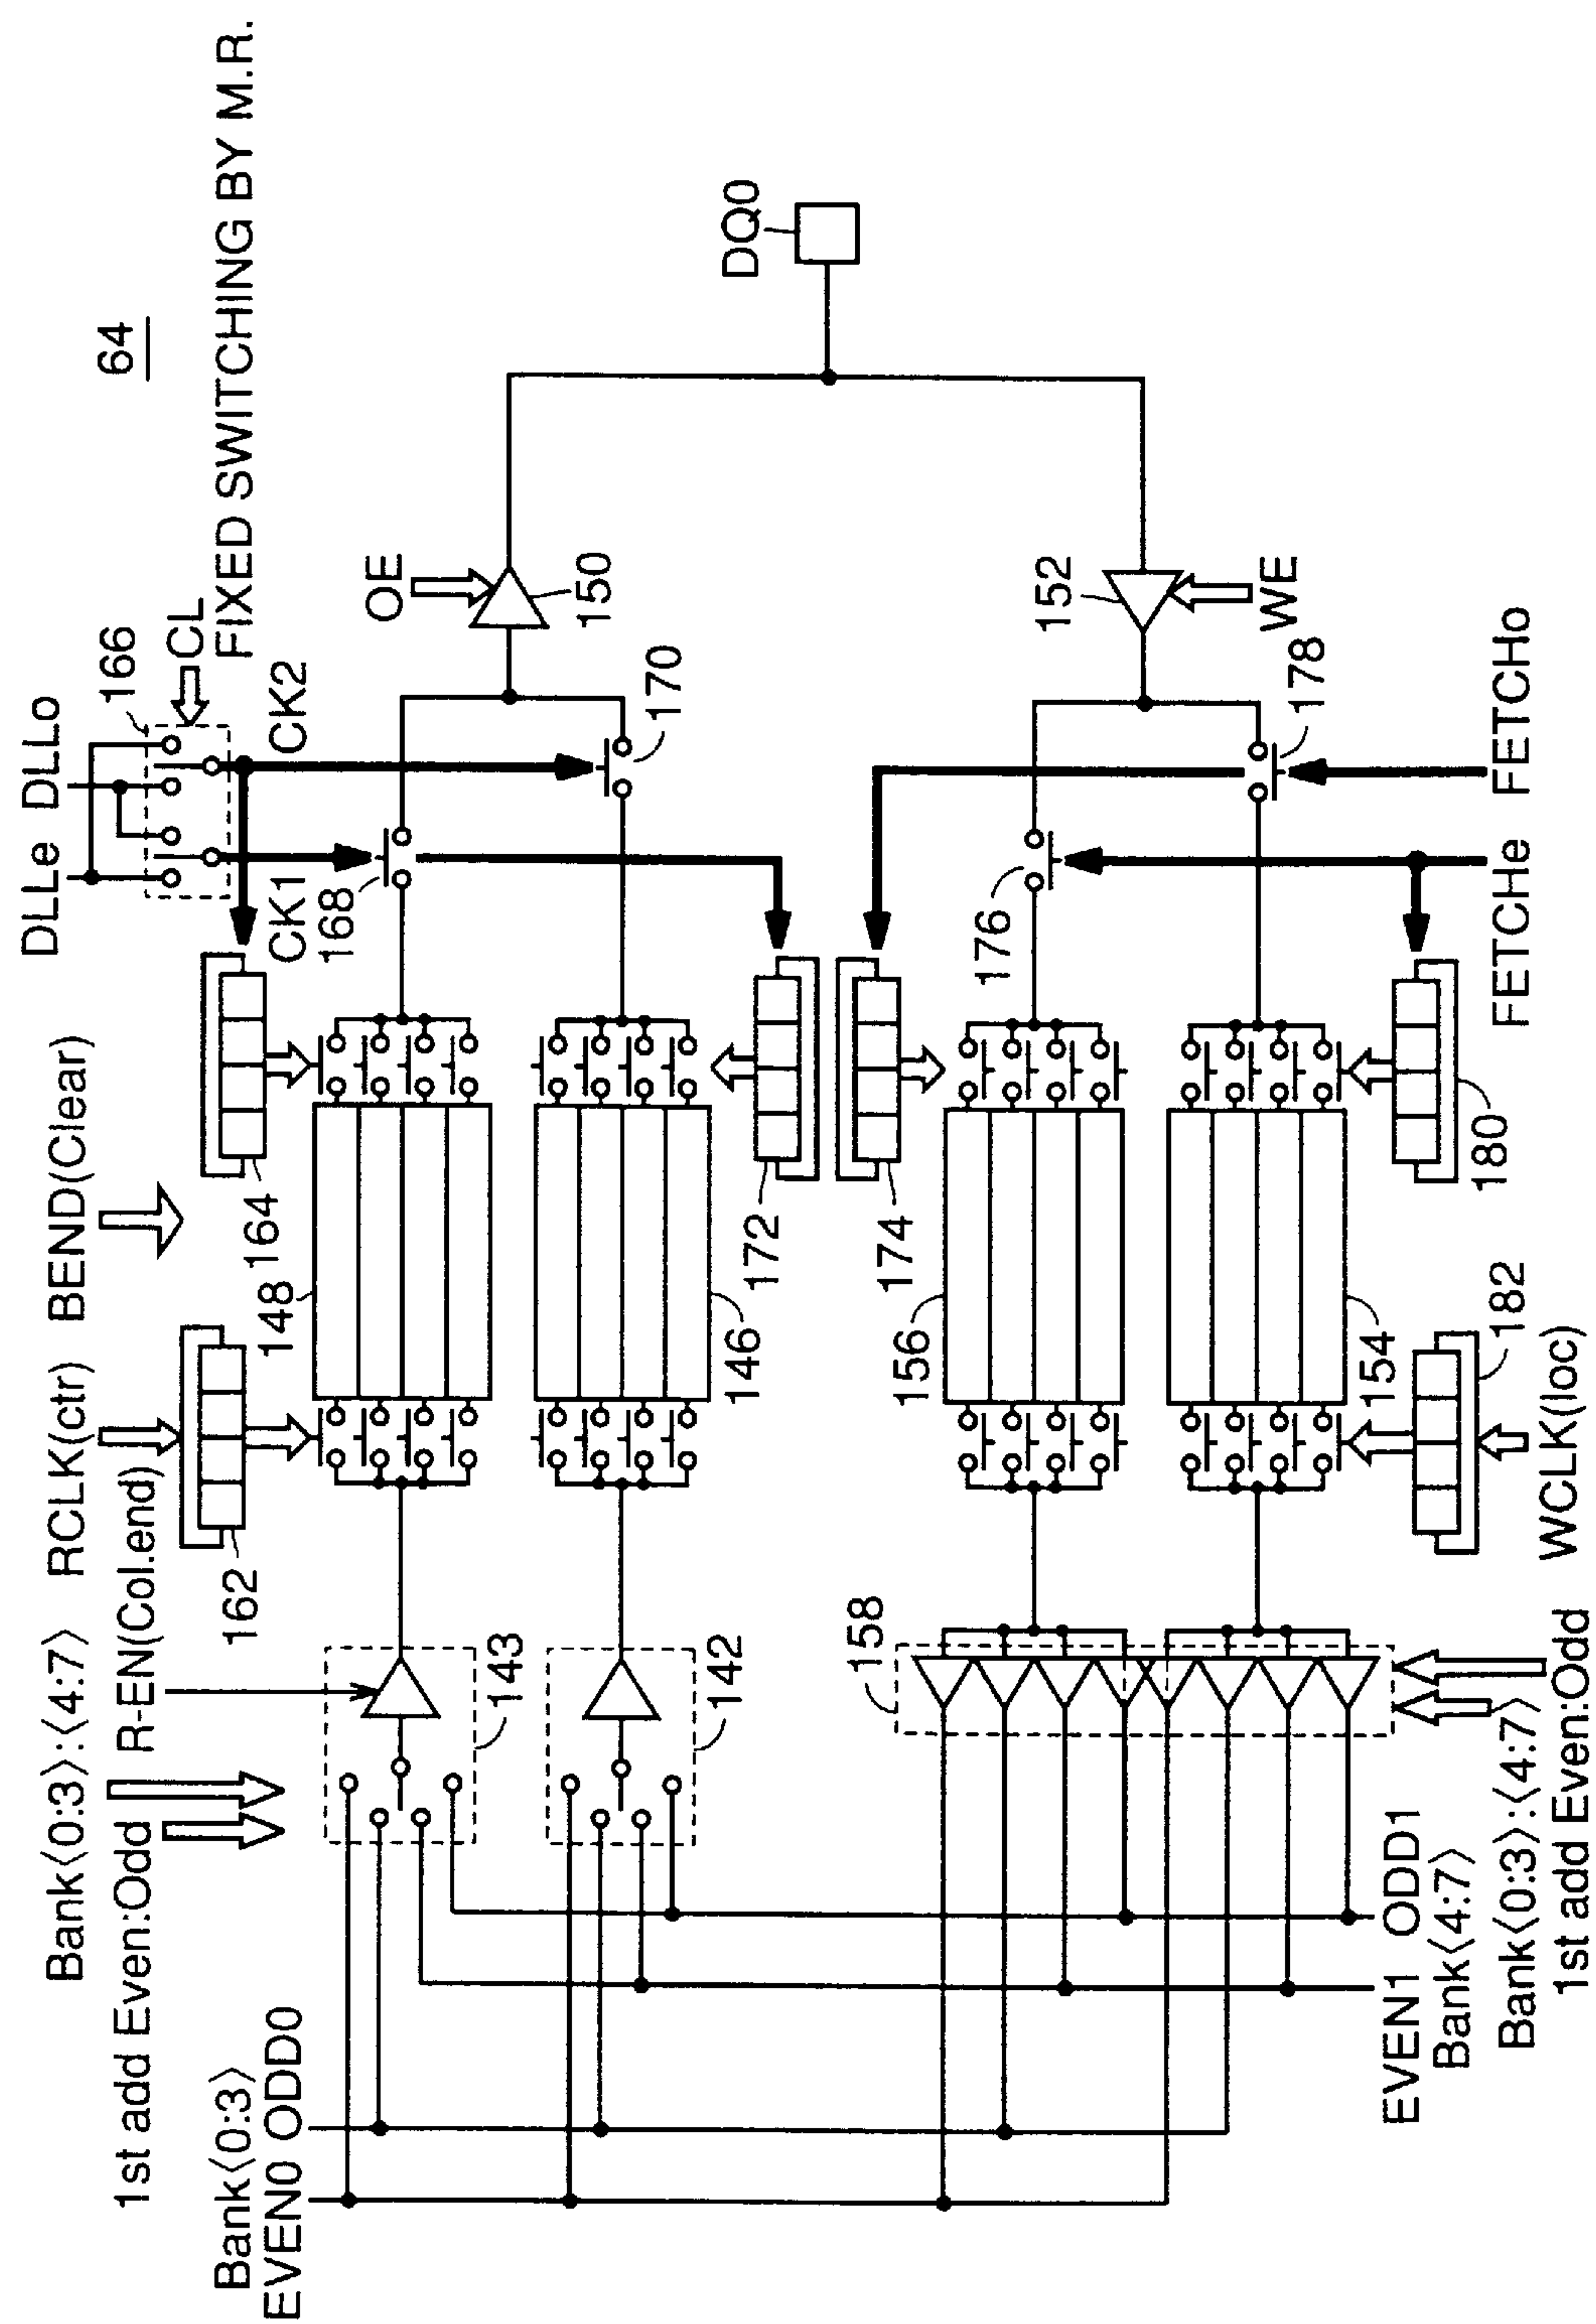 64
Bank⟨0:3⟩:⟨4:7⟩
RCLK(ctr)
BEND(Clear)
DLLe
DLLo
1st add Even:Odd
R-EN(Col.end)
166
CL
FIXED SWITCHING BY M.R.
Bank⟨0:3⟩
EVEN0
ODD0
162
164
CK1
CK2
148
168
OE
143
150
142
146
172
170
DQ0
158
156
174
176
152
WE
154
178
EVEN1
ODD1
Bank⟨4:7⟩
182
180
WCLK(loc)
FETCHe
FETCHo
Bank⟨0:3⟩:⟨4:7⟩
1st add Even:Odd